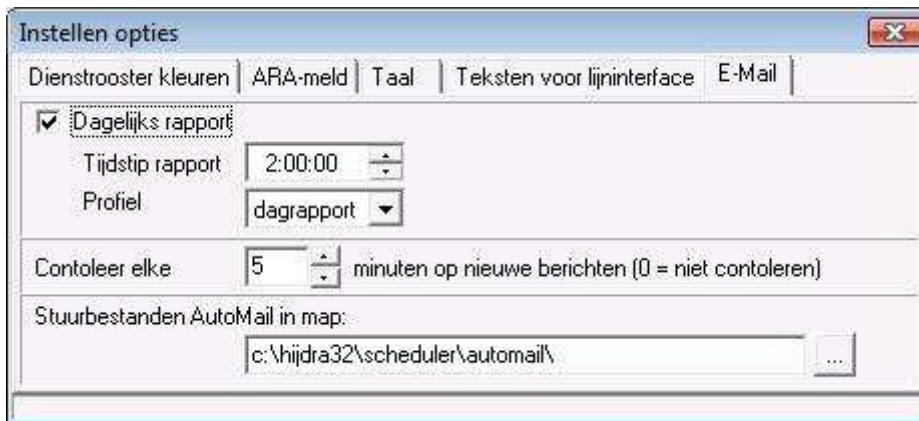 Instellen opties
Dienstrooster kleuren ARA-meld Taal Teksten voor lijninterface E-Mail
Dagelijks rapport
Tijdstip rapport 2:00:00
Profiel dagrapport
Contoleer elke 5 minuten op nieuwe berichten (0 = niet contoleren)
Stuurbestanden AutoMail in map:
c:\hijdra32\scheduler\automail\ ...